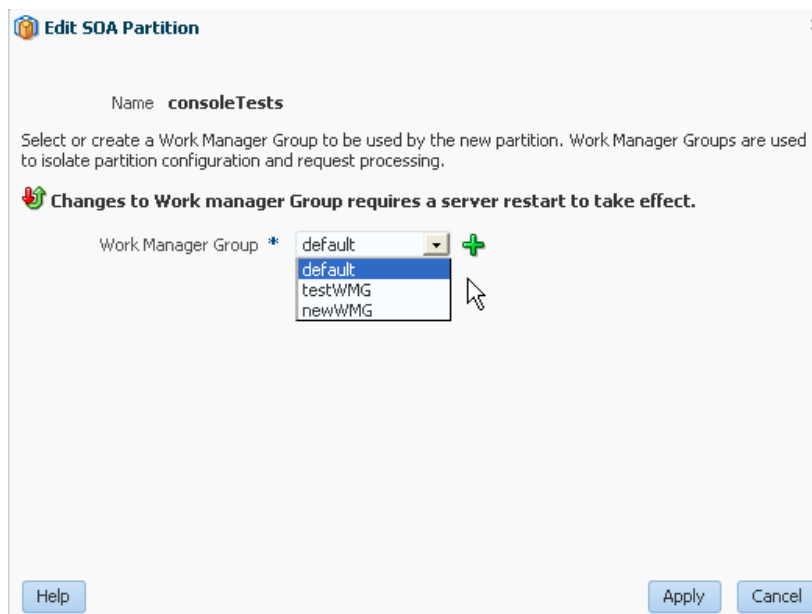 Edit SOA Partition
Name consoleTests
Select or create a Work Manager Group to be used by the new partition. Work Manager Groups are used
to isolate partition configuration and request processing.
Changes to Work manager Group requires a server restart to take effect.
Work Manager Group * default
default
testWMG
newWMG
Help Apply Cancel